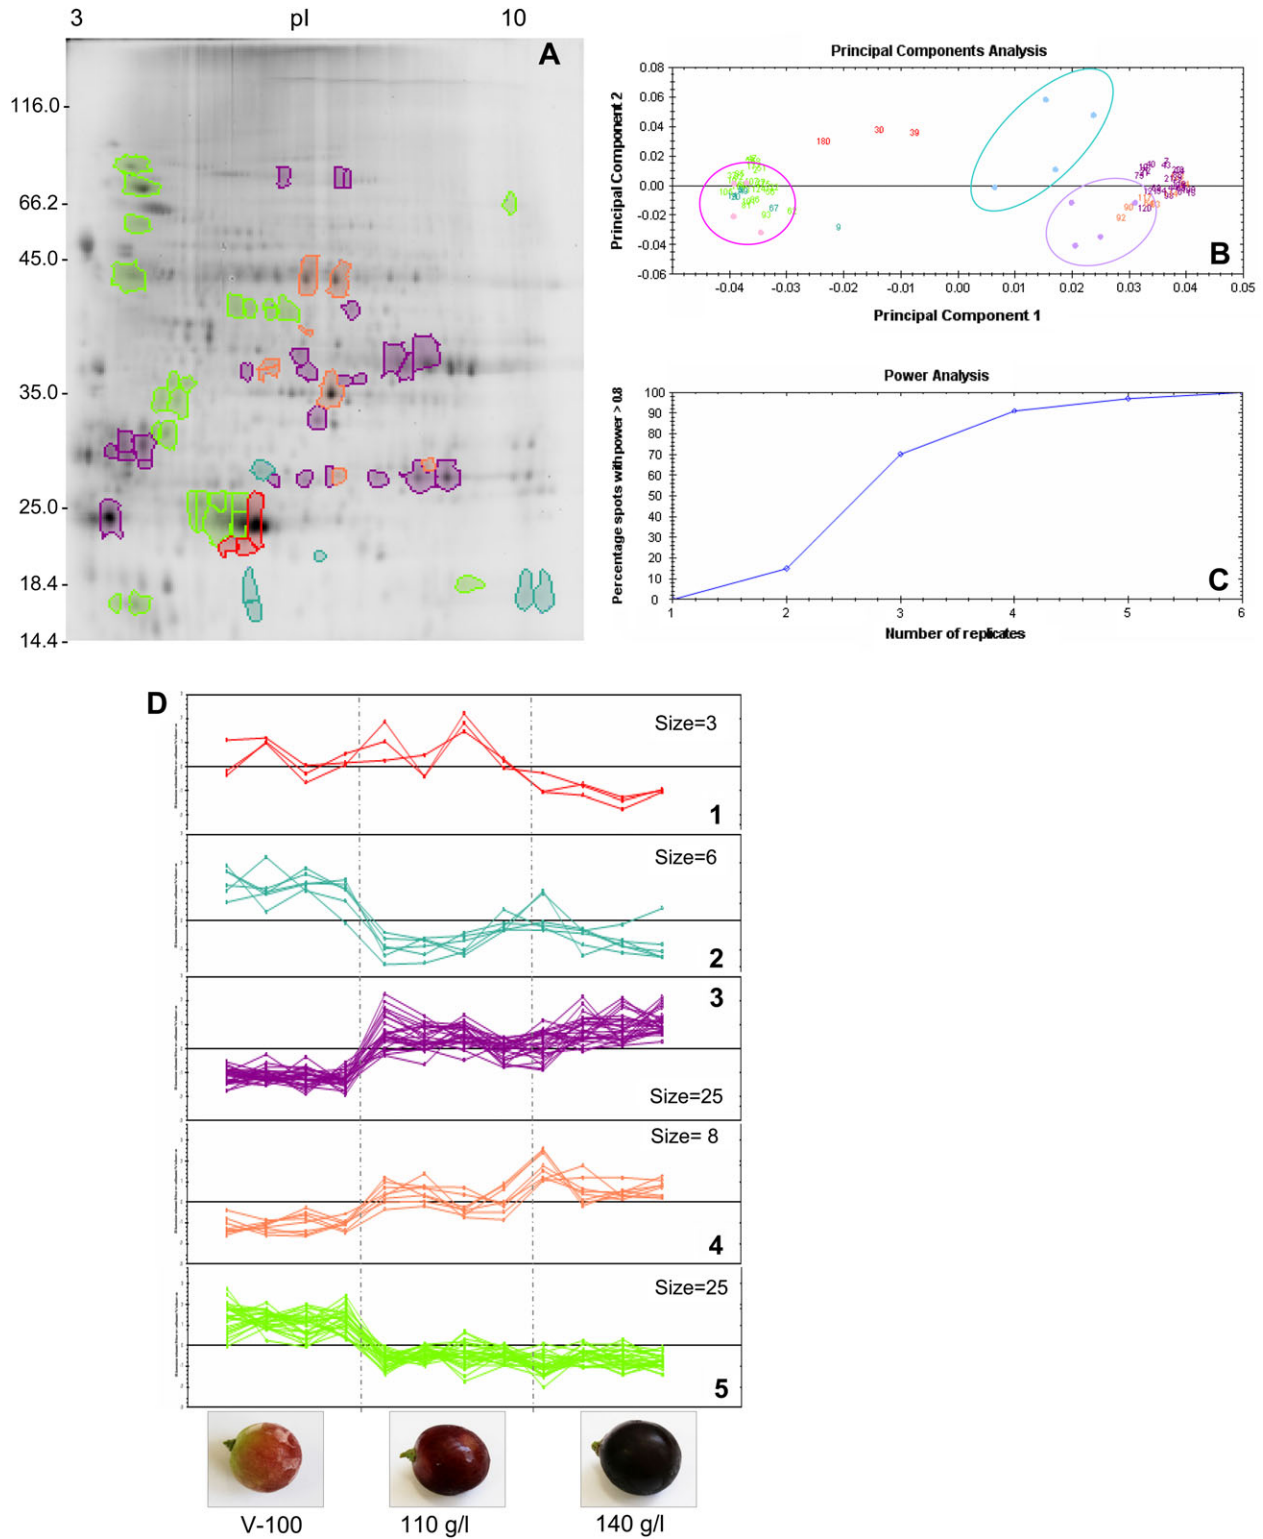 3 pI 10
A
116.0
66.2
45.0
35.0
25.0
18.4
14.4
Principal Components Analysis
Principal Component 2
0.08
0.06
0.04
0.02
0.00
-0.02
-0.04
-0.06
180 30 39
67
9
90
92
120
B
-0.04 -0.03 -0.02 -0.01 0.00 0.01 0.02 0.03 0.04 0.05
Principal Component 1
Power Analysis
Percentage spots with power > 0.8
100
90
80
70
60
50
40
30
20
10
0
C
1 2 3 4 5 6
Number of replicates
D
Size=3
1
Size=6
2
3
Size=25
Size= 8
4
Size=25
5
V-100 110 g/l 140 g/l